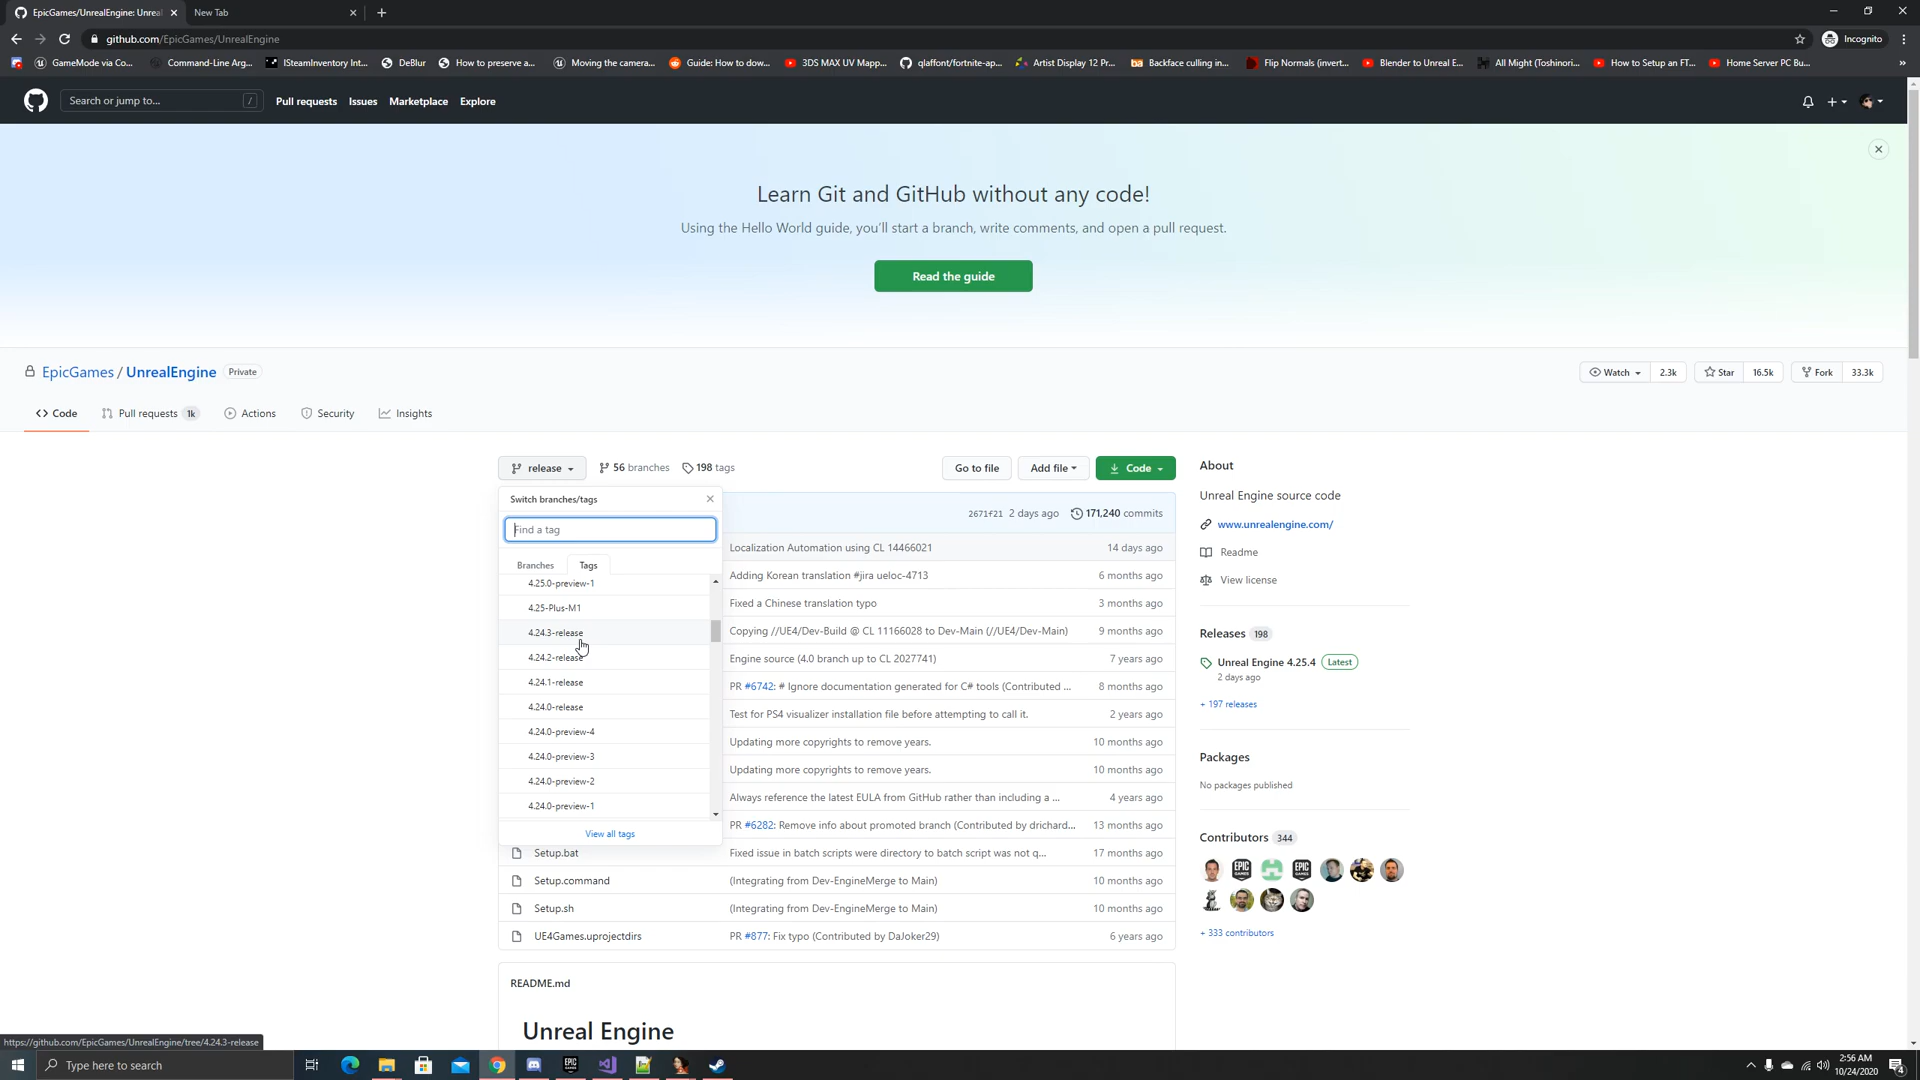 EpicGames/UnrealEngine: Unreal
New Tab
github.com/EpicGames/UnrealEngine
Incognito
GameMode via Co...
Command-Line Arg...
ISteamInventory Int...
DeBlur
How to preserve a...
Moving the camera...
Guide: How to dow...
3DS MAX UV Mapp...
qlaffont/fortnite-ap...
Artist Display 12 Pr...
Backface culling in...
Flip Normals (invert...
Blender to Unreal E...
All Might (Toshinori...
How to Setup an FT...
Home Server PC Bu...
»
Search or jump to...
/
Pull requests
Issues
Marketplace
Explore
Learn Git and GitHub without any code!
Using the Hello World guide, you'll start a branch, write comments, and open a pull request.
Read the guide
EpicGames / UnrealEngine
Private
Watch
2.3k
Star
16.5k
Fork
33.3k
Code
Pull requests
1k
Actions
Security
Insights
release
56 branches
198 tags
Go to file
Add file
Code
Switch branches/tags
Find a tag
Branches
Tags
4.25.0-preview-1
4.25-Plus-M1
4.24.3-release
4.24.2-release
4.24.1-release
4.24.0-release
4.24.0-preview-4
4.24.0-preview-3
4.24.0-preview-2
4.24.0-preview-1
View all tags
2671f21 2 days ago
171,240 commits
Localization Automation using CL 14466021
14 days ago
Adding Korean translation #jira ueloc-4713
6 months ago
Fixed a Chinese translation typo
3 months ago
Copying //UE4/Dev-Build @ CL 11166028 to Dev-Main (//UE4/Dev-Main)
9 months ago
Engine source (4.0 branch up to CL 2027741)
7 years ago
PR #6742: # Ignore documentation generated for C# tools (Contributed ...
8 months ago
Test for PS4 visualizer installation file before attempting to call it.
2 years ago
Updating more copyrights to remove years.
10 months ago
Updating more copyrights to remove years.
10 months ago
Always reference the latest EULA from GitHub rather than including a ...
4 years ago
PR #6282: Remove info about promoted branch (Contributed by drichard...
13 months ago
Setup.bat
Fixed issue in batch scripts were directory to batch script was not q...
17 months ago
Setup.command
(Integrating from Dev-EngineMerge to Main)
10 months ago
Setup.sh
(Integrating from Dev-EngineMerge to Main)
10 months ago
UE4Games.uprojectdirs
PR #877: Fix typo (Contributed by DaJoker29)
6 years ago
README.md
Unreal Engine
About
Unreal Engine source code
www.unrealengine.com/
Readme
View license
Releases 198
Unreal Engine 4.25.4
Latest
2 days ago
+ 197 releases
Packages
No packages published
Contributors 344
+ 333 contributors
https://github.com/EpicGames/UnrealEngine/tree/4.24.3-release
Type here to search
2:56 AM
10/24/2020
4